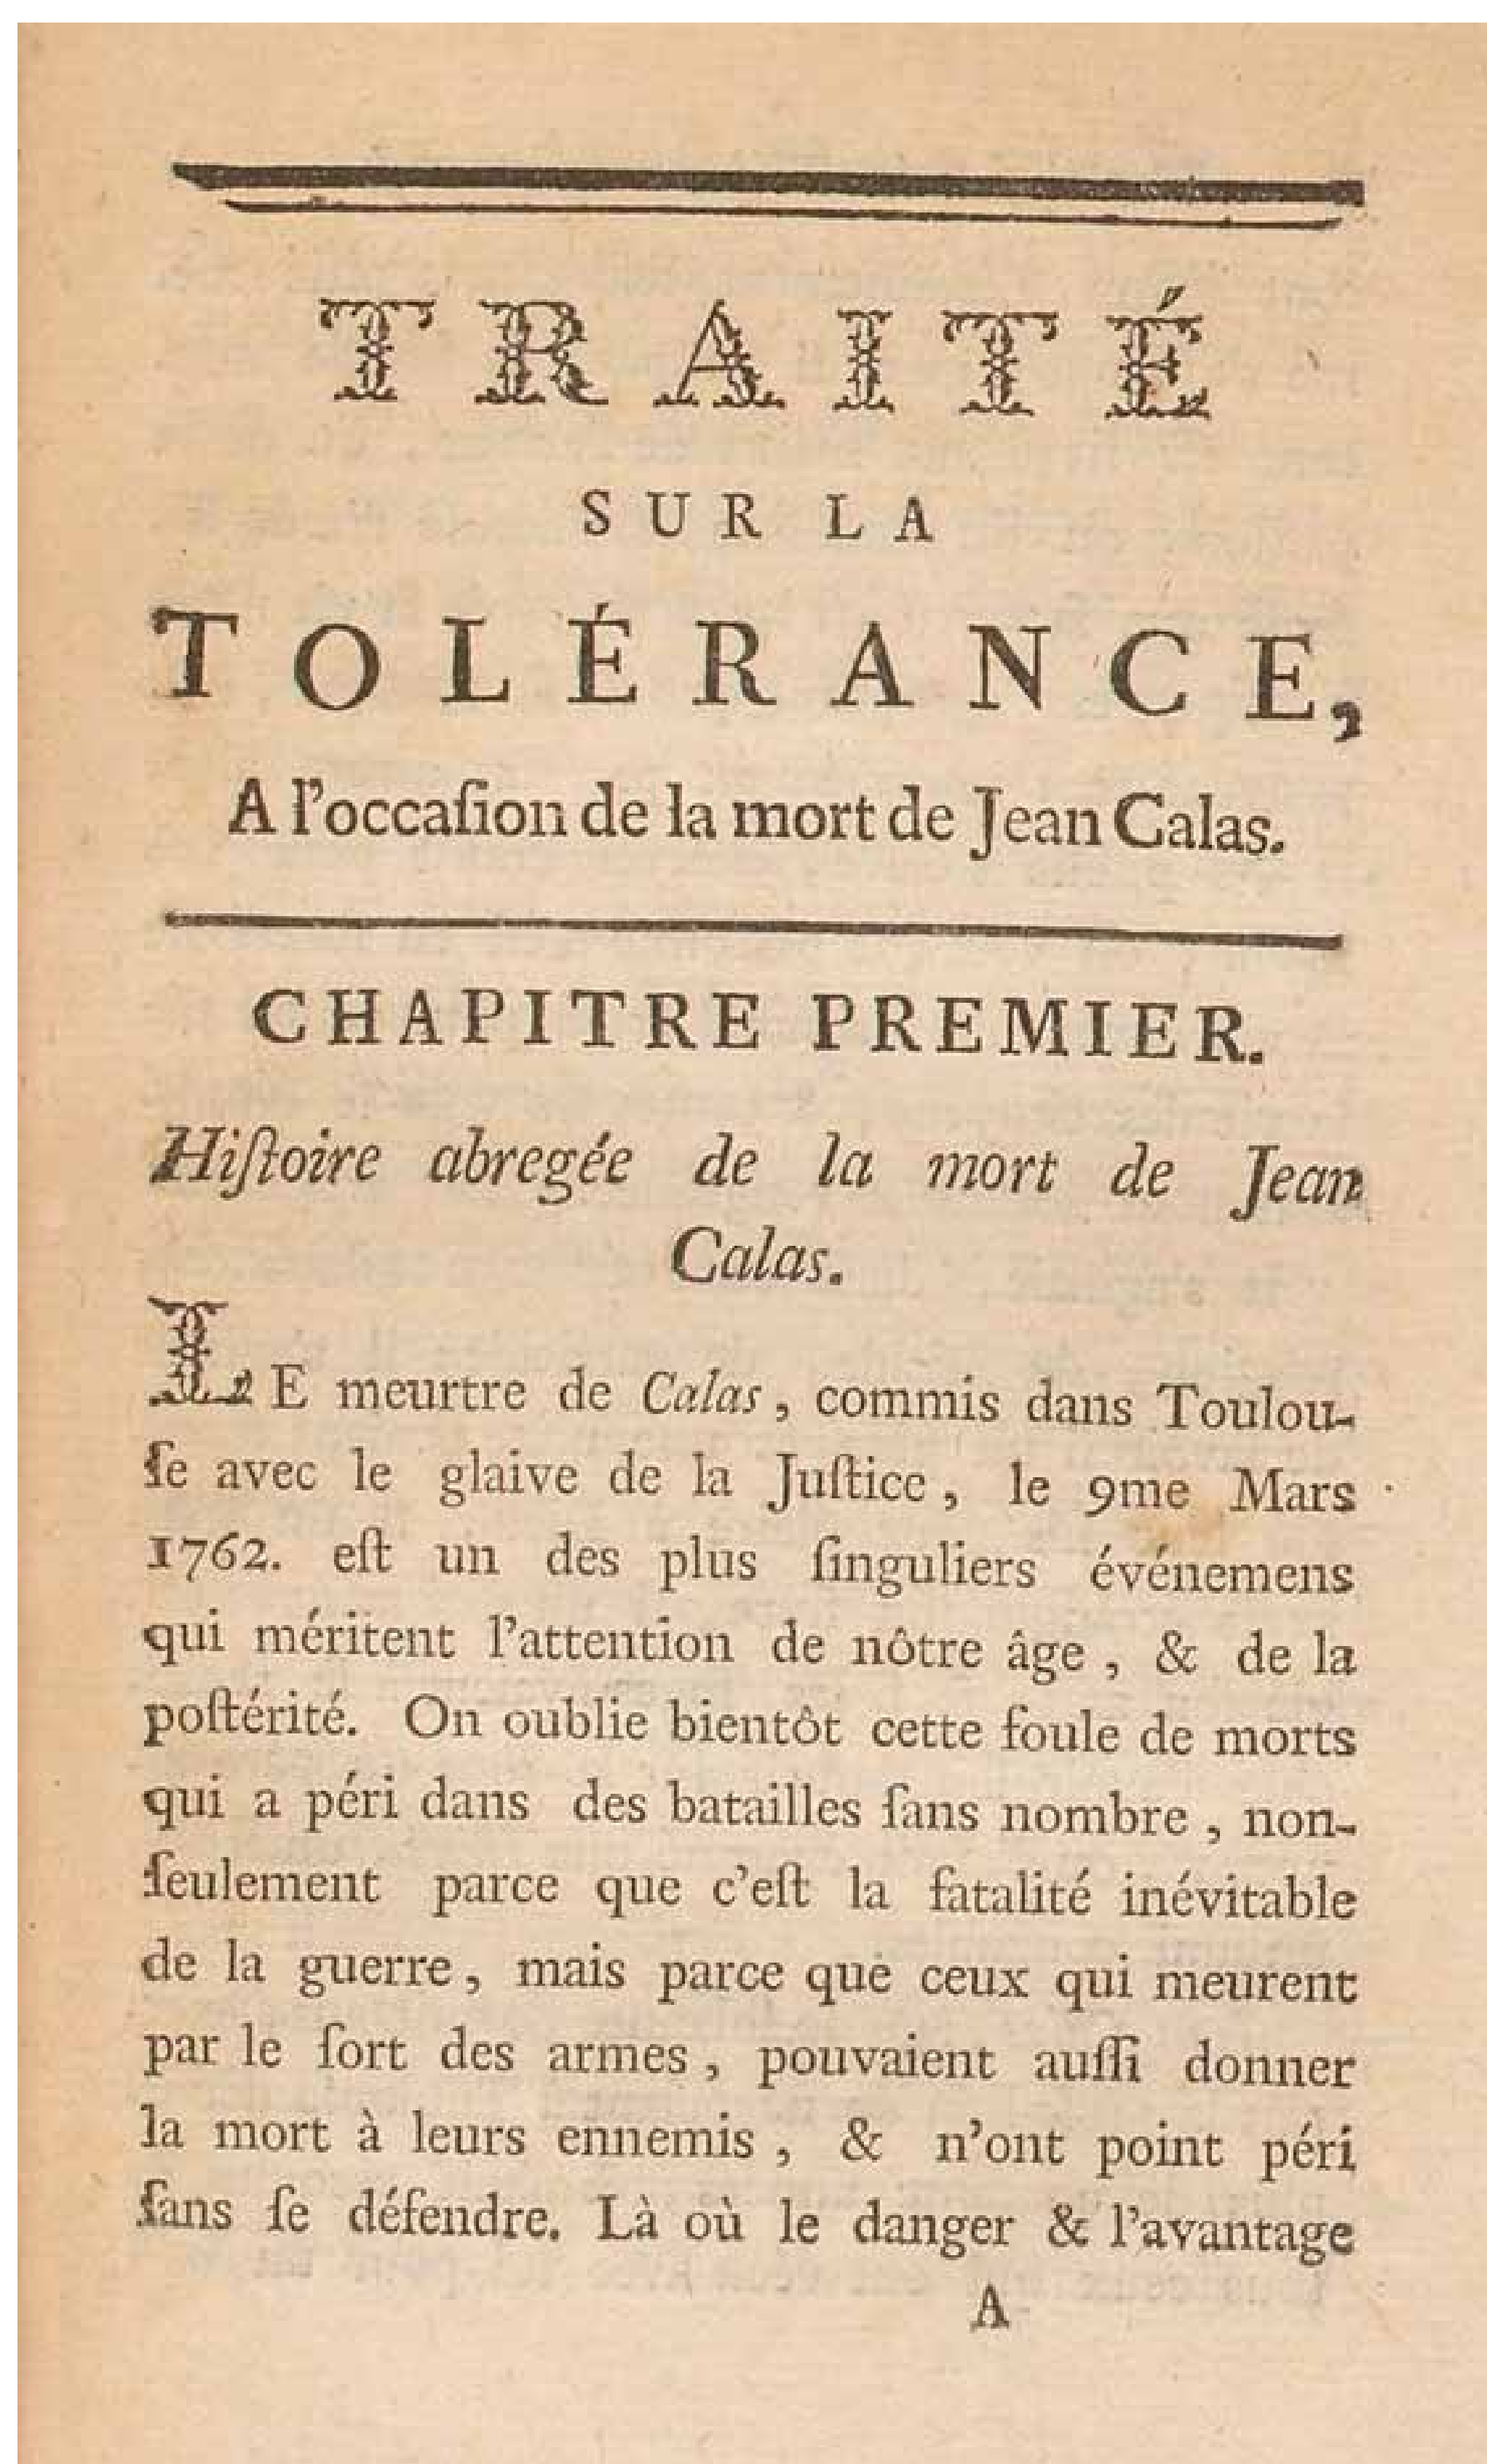 TRAITÉ
SUR LA
TOLÉRANCE,
A l'occaſion de la mort de Jean Calas.
CHAPITRE PREMIER.
Hiſtoire abregée de la mort de Jean
Calas.
LE meurtre de Calas, commis dans Toulou-
ſe avec le glaive de la Juſtice, le 9me Mars
1762. eſt un des plus ſinguliers événemens
qui méritent l'attention de nôtre âge, & de la
poſtérité. On oublie bientôt cette foule de morts
qui a péri dans des batailles ſans nombre, non-
ſeulement parce que c'eſt la fatalité inévitable
de la guerre, mais parce que ceux qui meurent
par le ſort des armes, pouvaient auſſi donner
la mort à leurs ennemis, & n'ont point péri
ſans ſe défendre. Là où le danger & l'avantage
A